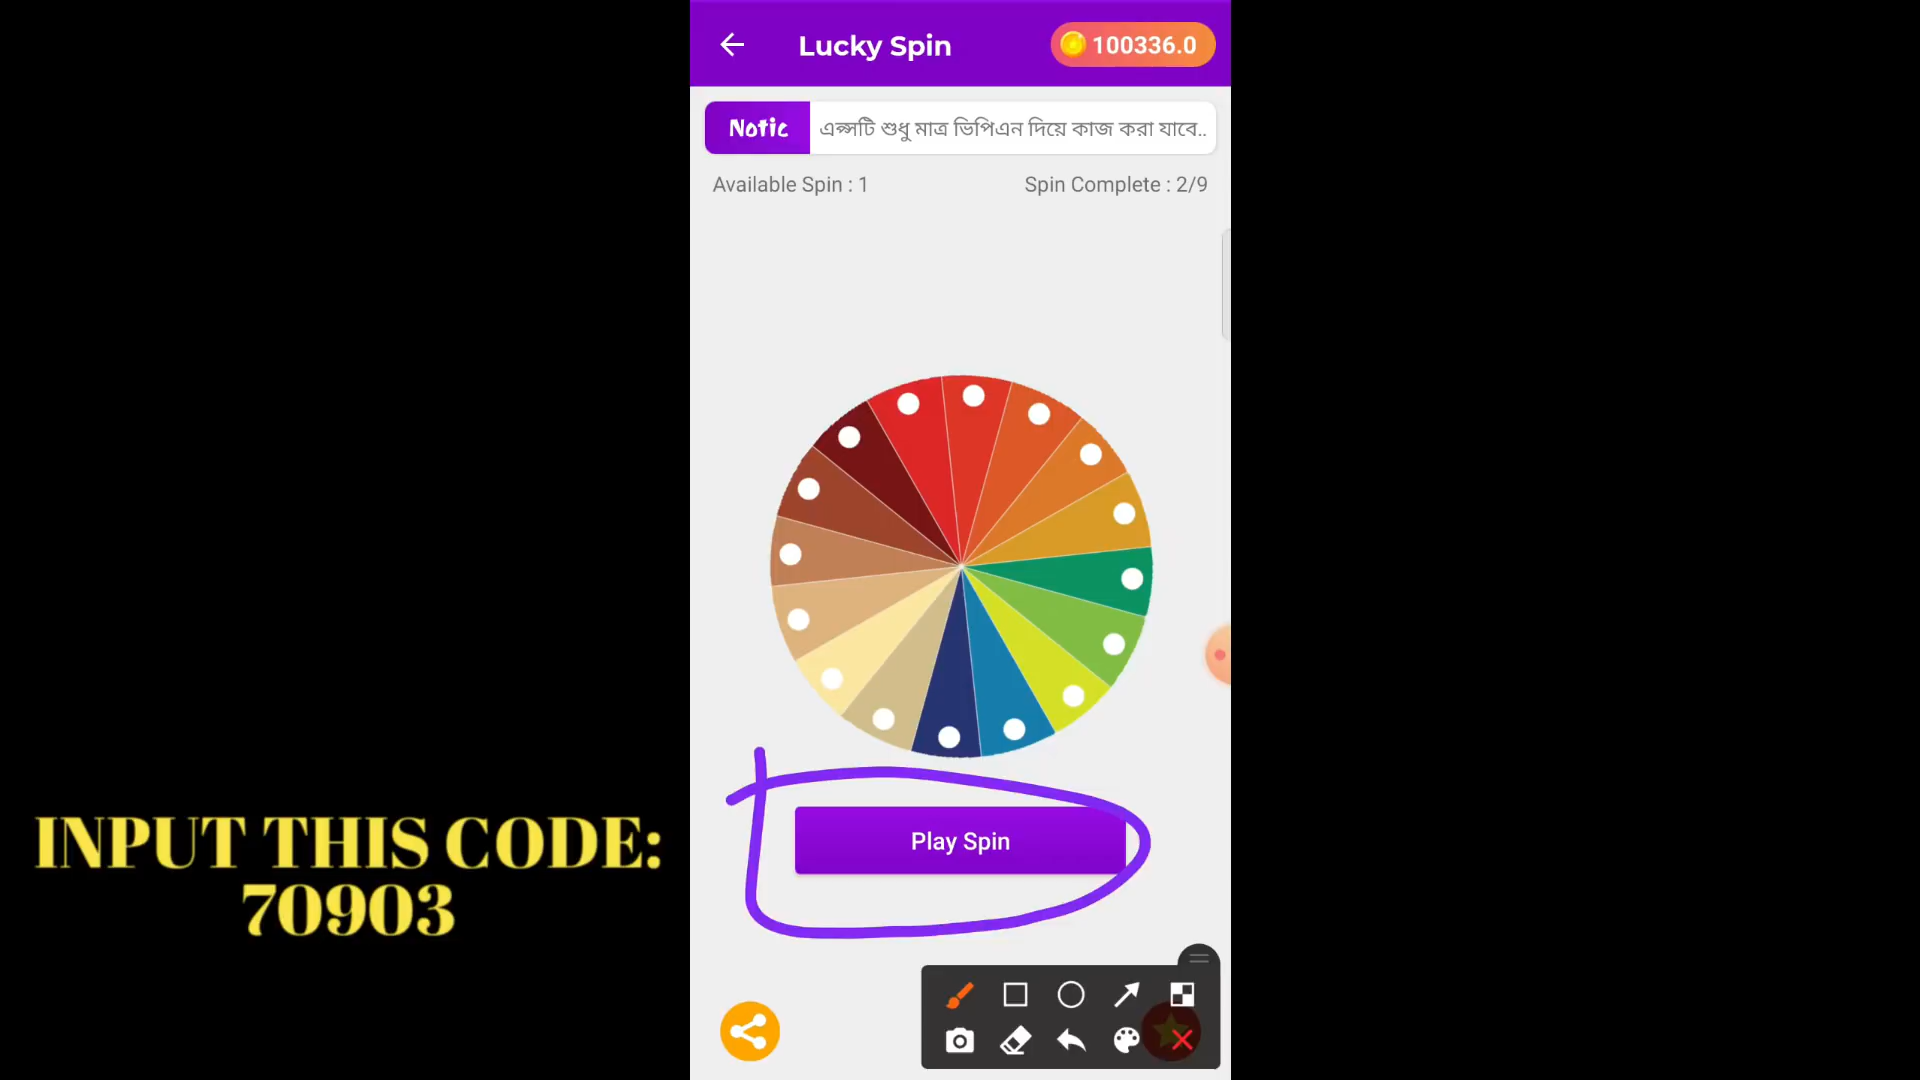 Lucky Spin
100336.0
Notic
এপ্সটি শুধু মাত্র ভিপিএন দিয়ে কাজ করা যাবে..
Available Spin : 1
Spin Complete : 2/9
Play Spin
INPUT THIS CODE:
70903